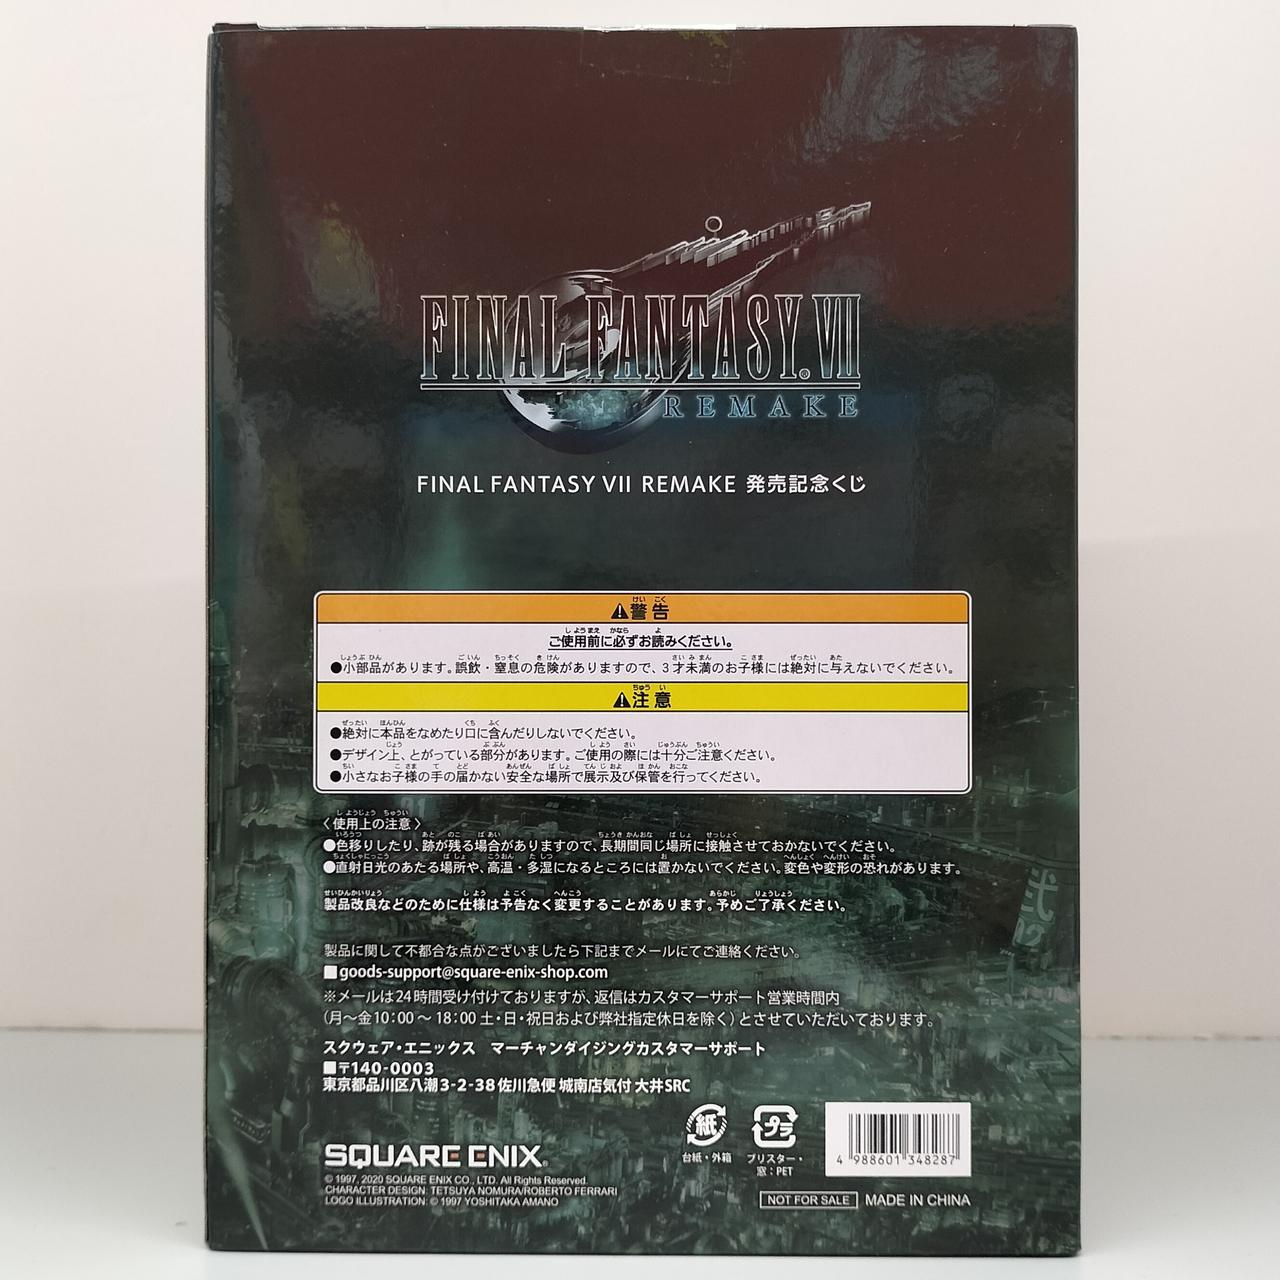 FINAL FANTASY VII
REMAKE
FINAL FANTASY VII REMAKE 発売記念くじ
警告
ご使用前に必ずお読みください。
●小部品があります。誤飲・窒息の危険がありますので、3才未満のお子様には絶対に与えないでください。
注意
●絶対に本品をなめたり口に含んだりしないでください。
●デザイン上、とがっている部分があります。ご使用の際には十分ご注意ください。
●小さなお子様の手の届かない安全な場所で展示及び保管を行ってください。
〈使用上の注意〉
●色移りしたり、跡が残る場合がありますので、長期間同じ場所に接触させておかないでください。
●直射日光のあたる場所や、高温・多湿になるところには置かないでください。変色や変形の恐れがあります。
製品改良などのために仕様は予告なく変更することがあります。予めご了承ください。
製品に関して不都合な点がございましたら下記までメールにてご連絡ください。
■goods-support@square-enix-shop.com
※メールは24時間受け付けておりますが、返信はカスタマーサポート営業時間内
(月〜金10:00〜18:00 土・日・祝日および弊社指定休日を除く)とさせていただいております。
スクウェア・エニックス マーチャンダイジングカスタマーサポート
■〒140-0003
東京都品川区八潮3-2-38佐川急便 城南店気付 大井SRC
紙
台紙・外箱
プラ
ブリスター・
窓:PET
4 988601 348287
SQUARE ENIX®
© 1997, 2020 SQUARE ENIX CO., LTD. All Rights Reserved.
CHARACTER DESIGN: TETSUYA NOMURA/ROBERTO FERRARI
LOGO ILLUSTRATION: © 1997 YOSHITAKA AMANO
NOT FOR SALE MADE IN CHINA